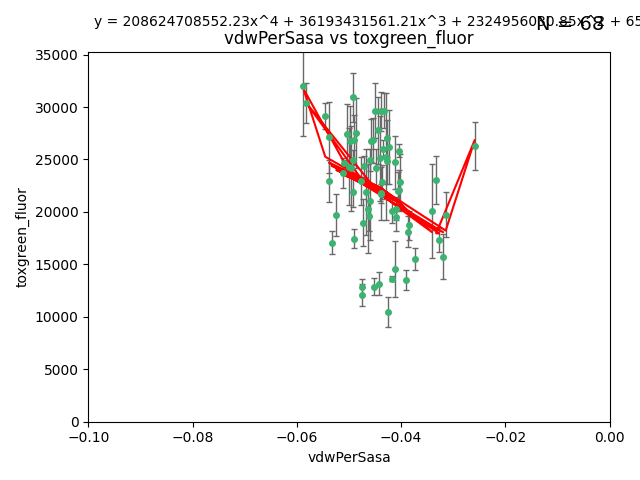 y = 208624708552.23x^4 + 36193431561.21x^3 + + 65
N = 68
vdwPerSasa vs toxgreen_fluor
35000
30000
25000
20000
15000
10000
5000
0
toxgreen_fluor
−0.10 −0.08 −0.06 −0.04 −0.02 0.00
vdwPerSasa